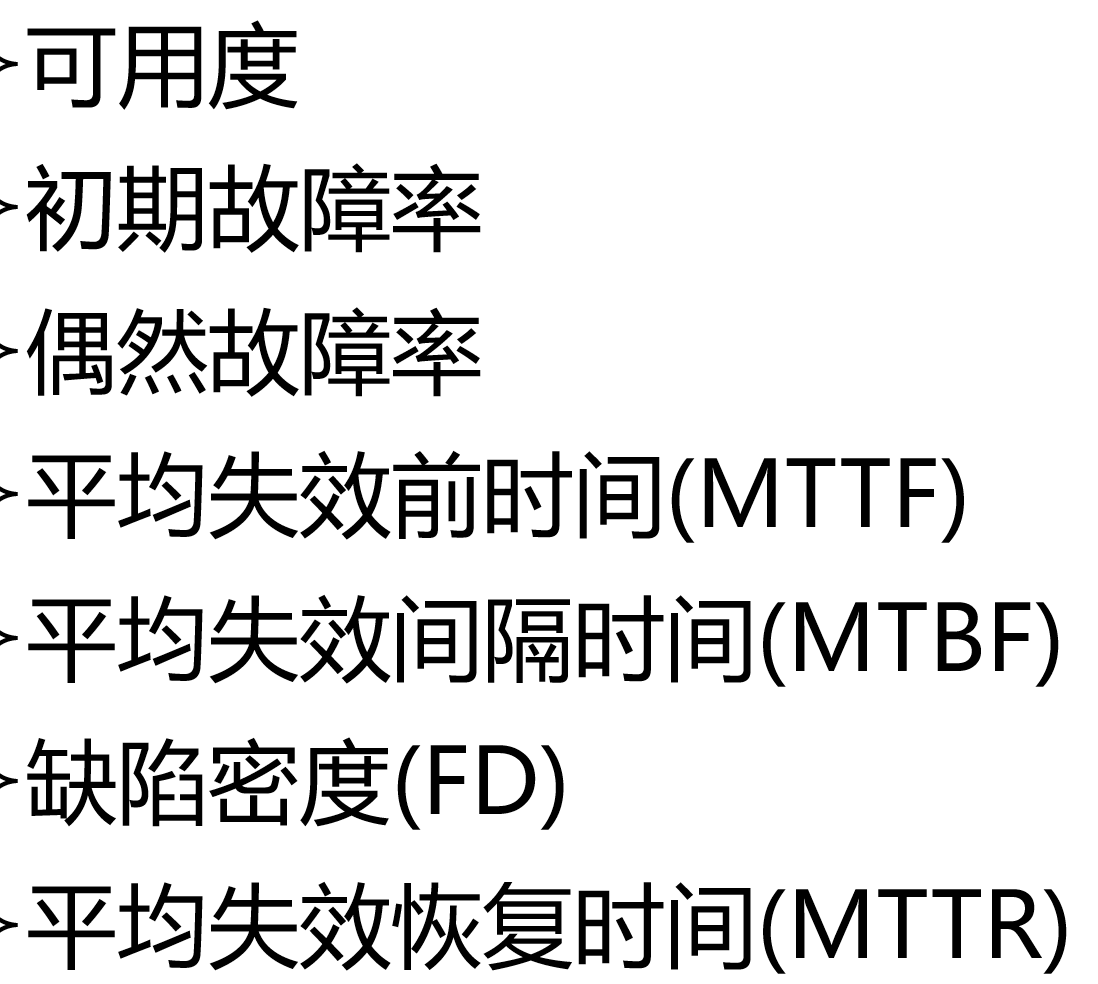 可用度
初期故障率
偶然故障率
平均失效前时间(MTTF)
平均失效间隔时间(MTBF)
缺陷密度(FD)
平均失效恢复时间(MTTR)